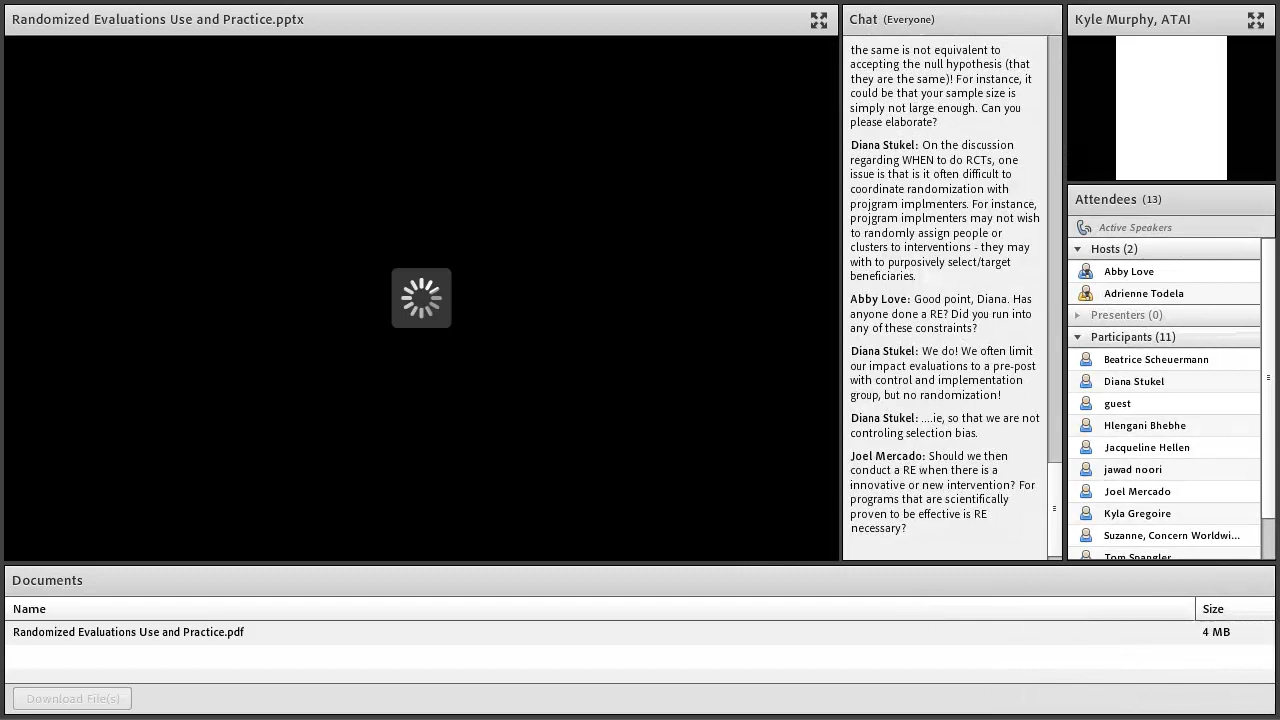 Randomized Evaluations Use and Practice.pptx
Chat (Everyone)
the same is not equivalent to
accepting the null hypothesis (that
they are the same)! For instance, it
could be that your sample size is
simply not large enough. Can you
please elaborate?
Diana Stukel: On the discussion
regarding WHEN to do RCTs, one
issue is that is it often difficult to
coordinate randomization with
projgram implmenters. For instance,
projgram implmenters may not wish
to randomly assign people or
clusters to interventions - they may
with to purposively select/target
beneficiaries.
Abby Love: Good point, Diana. Has
anyone done a RE? Did you run into
any of these constraints?
Diana Stukel: We do! We often limit
our impact evaluations to a pre-post
with control and implementation
group, but no randomization!
Diana Stukel: ....ie, so that we are not
controling selection bias.
Joel Mercado: Should we then
conduct a RE when there is a
innovative or new intervention? For
programs that are scientifically
proven to be effective is RE
necessary?
Kyle Murphy, ATAI
Attendees (13)
Active Speakers
Hosts (2)
Abby Love
Adrienne Todela
Presenters (0)
Participants (11)
Beatrice Scheuermann
Diana Stukel
guest
Hlengani Bhebhe
Jacqueline Hellen
jawad noori
Joel Mercado
Kyla Gregoire
Suzanne, Concern Worldwi...
Tom Spangler
Documents
Name Size
Randomized Evaluations Use and Practice.pdf 4 MB
Download File(s)